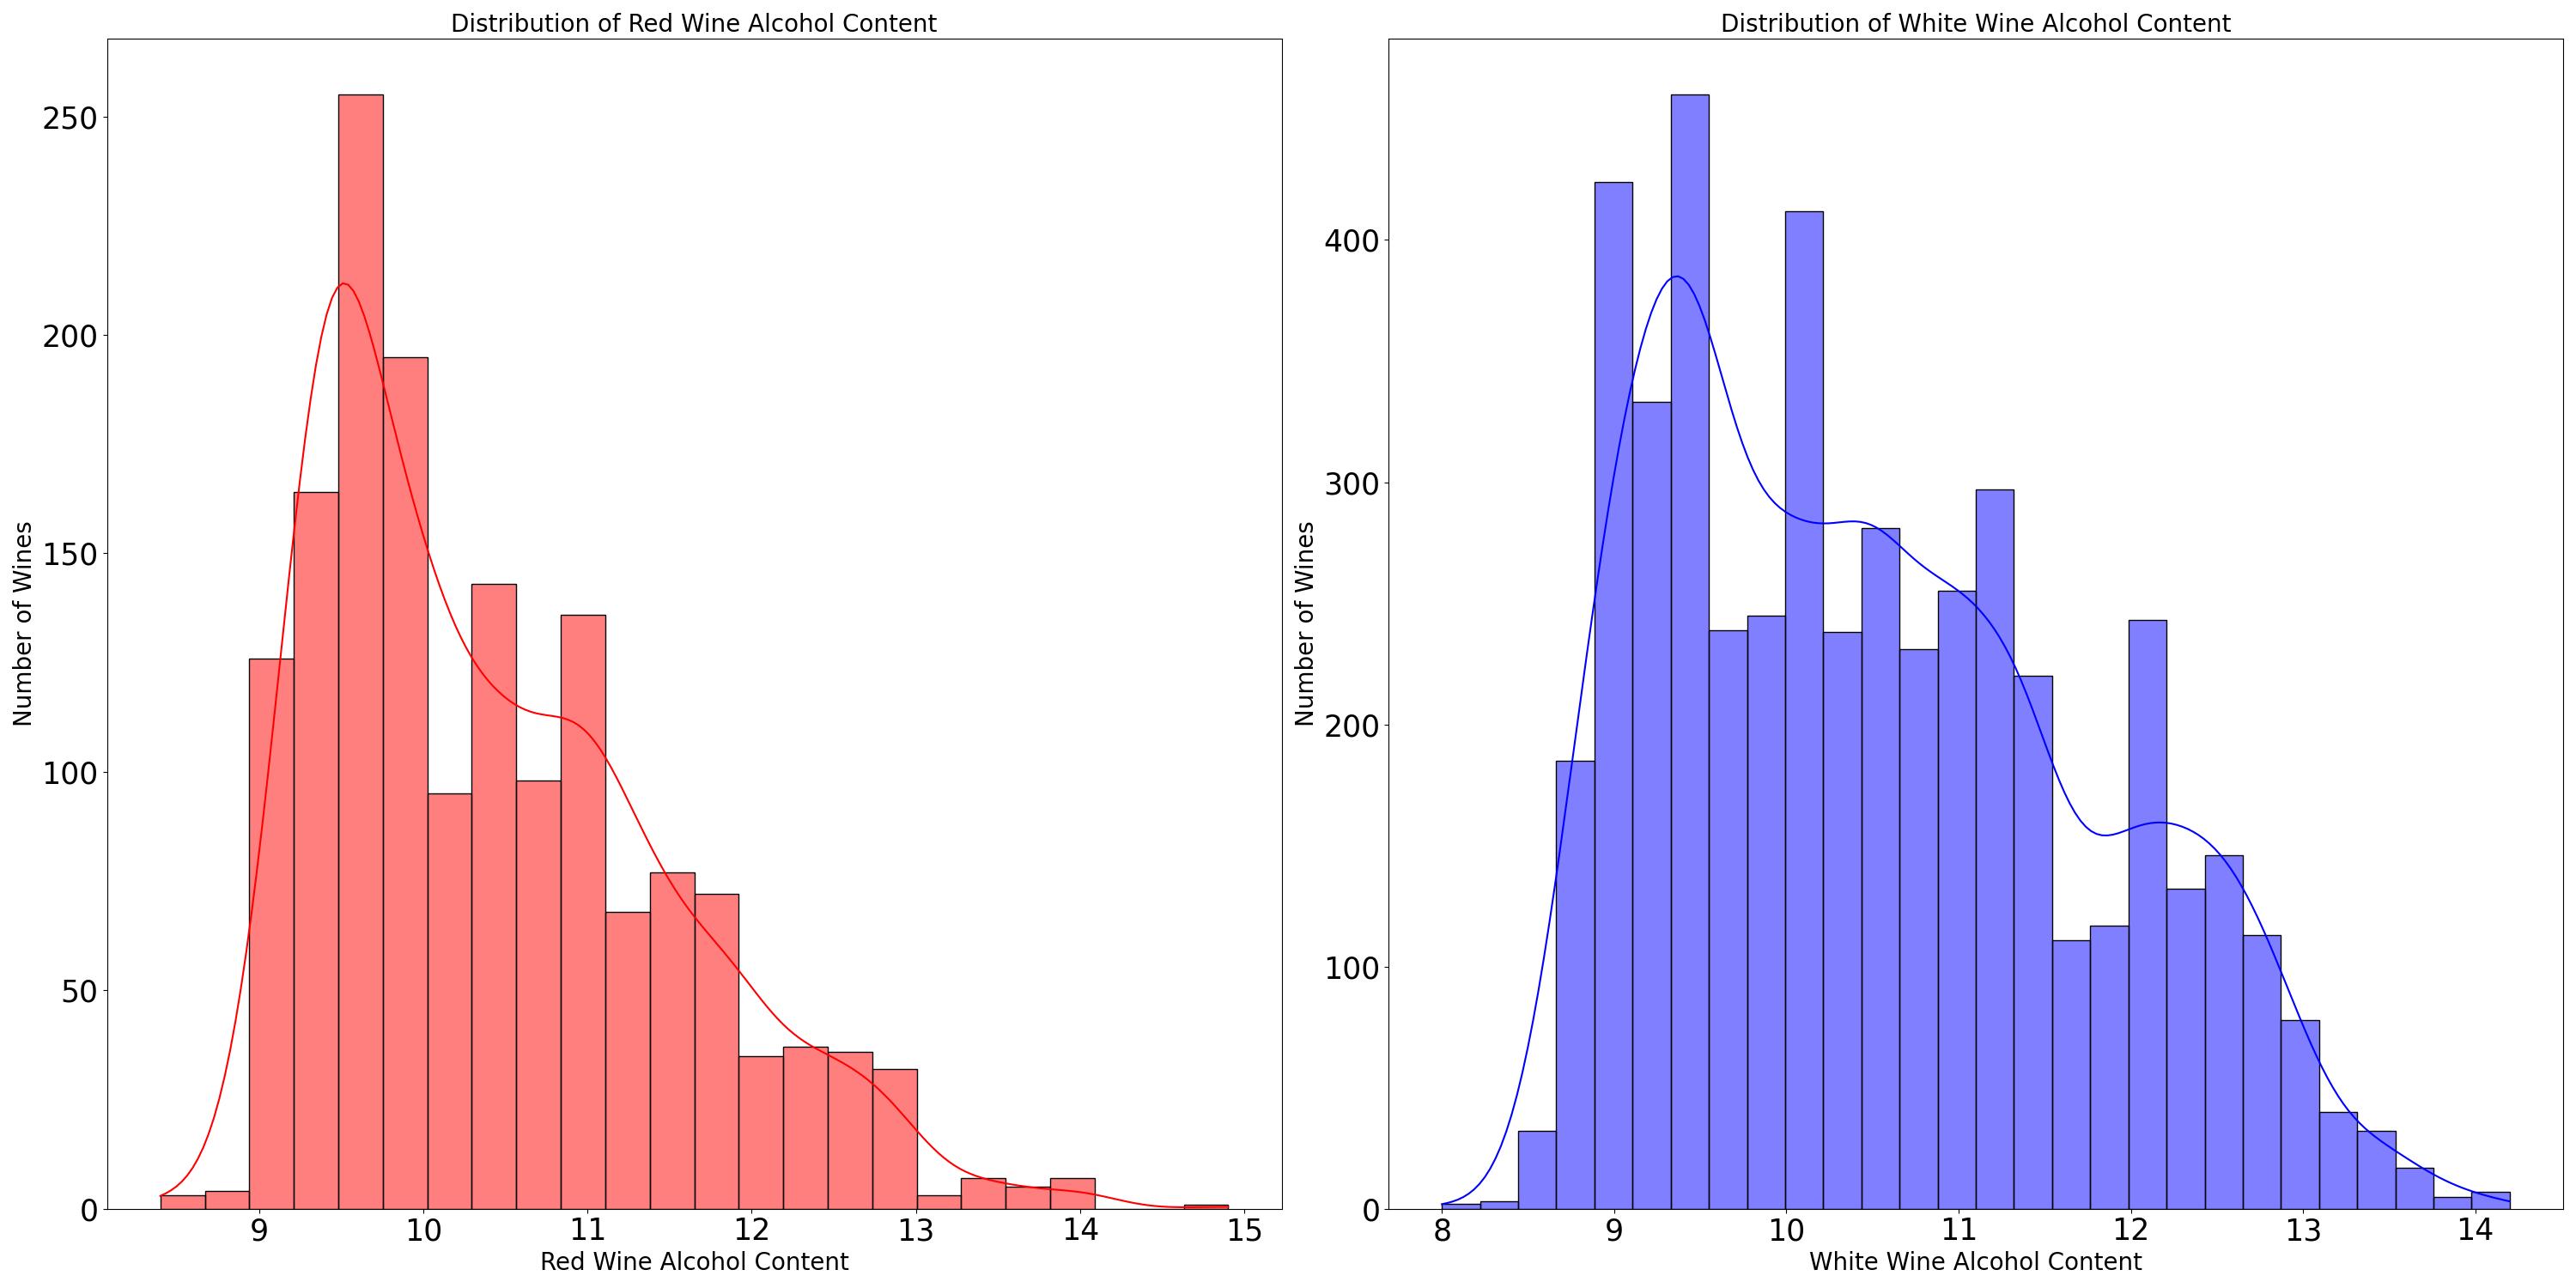 Distribution of Red Wine Alcohol Content
Number of Wines
250
200
150
100
50
0
9 10 11 12 13 14 15
Red Wine Alcohol Content
Distribution of White Wine Alcohol Content
Number of Wines
400
300
200
100
0
8 9 10 11 12 13 14
White Wine Alcohol Content